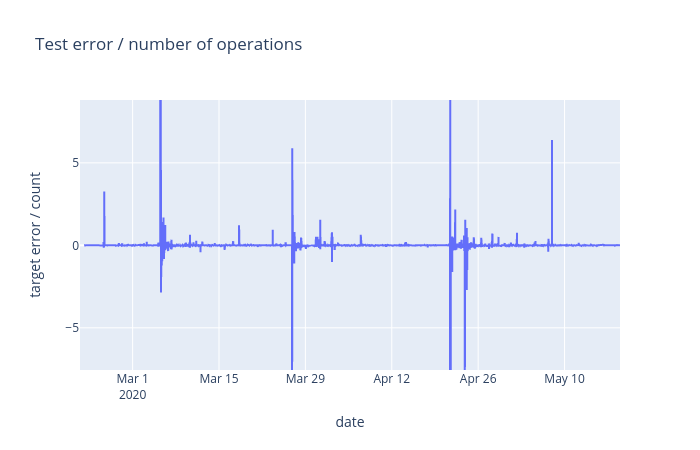 Test error / number of operations
target error / count
5
0
−5
Mar 1
2020
Mar 15
Mar 29
Apr 12
Apr 26
May 10
date